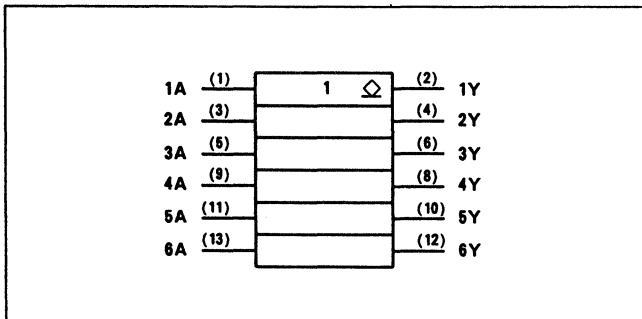 1A (1) 1 ◇ (2) 1Y
2A (3) (4) 2Y
3A (5) (6) 3Y
4A (9) (8) 4Y
5A (11) (10) 5Y
6A (13) (12) 6Y